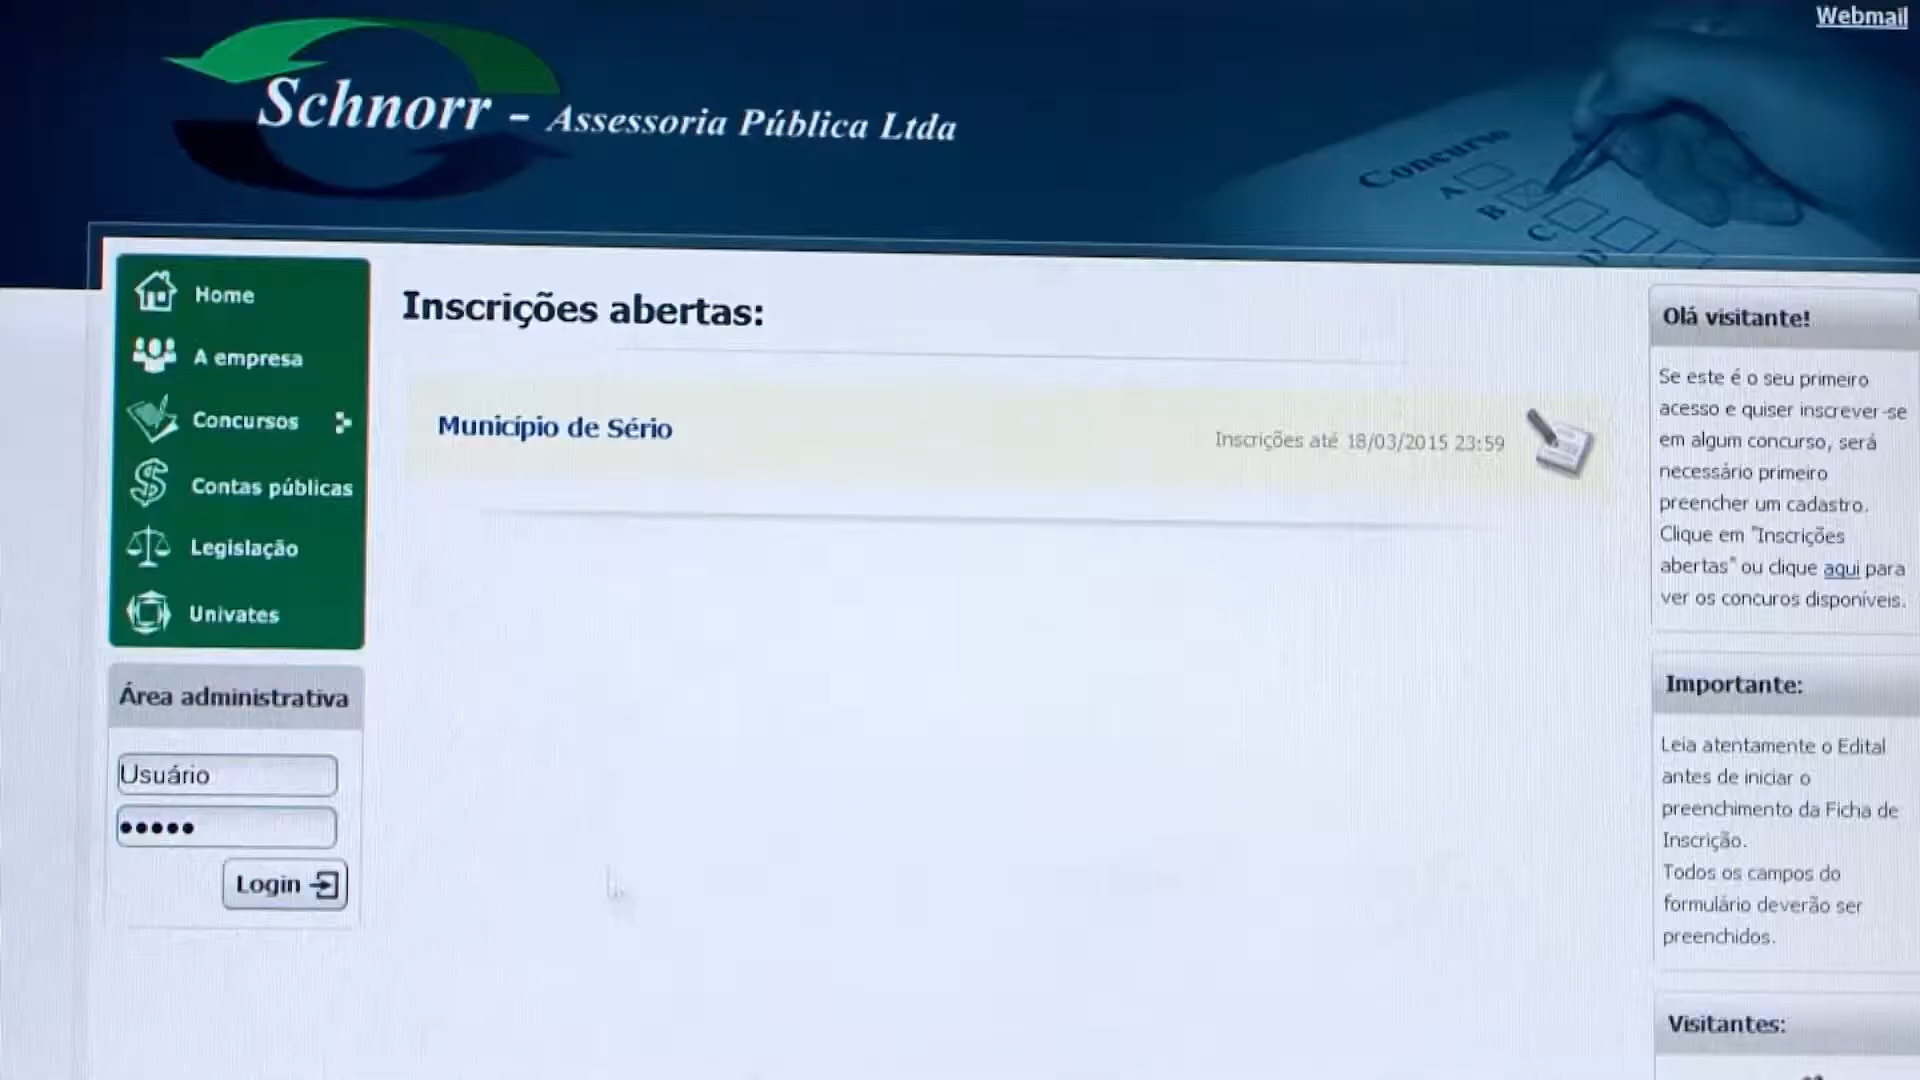 Webmail
Schnorr - Assessoria Pública Ltda
Concurso
A
B
C
D
Home
A empresa
Concursos
Contas públicas
Legislação
Univates
Área administrativa
Usuário
•••••
Login
Inscrições abertas:
Município de Sério
Inscrições até 18/03/2015 23:59
Olá visitante!
Se este é o seu primeiro
acesso e quiser inscrever-se
em algum concurso, será
necessário primeiro
preencher um cadastro.
Clique em "Inscrições
abertas" ou clique aqui para
ver os concuros disponíveis.
Importante:
Leia atentamente o Edital
antes de iniciar o
preenchimento da Ficha de
Inscrição.
Todos os campos do
formulário deverão ser
preenchidos.
Visitantes: